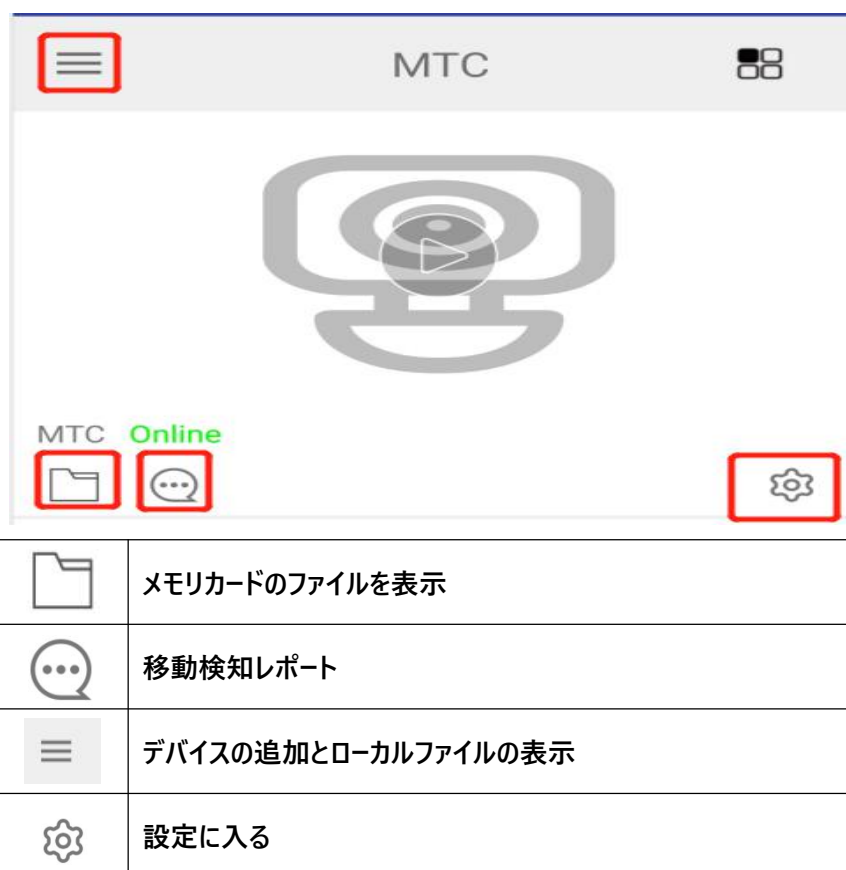 MTC
MTC Online
メモリカードのファイルを表示
移動検知レポート
デバイスの追加とローカルファイルの表示
設定に入る